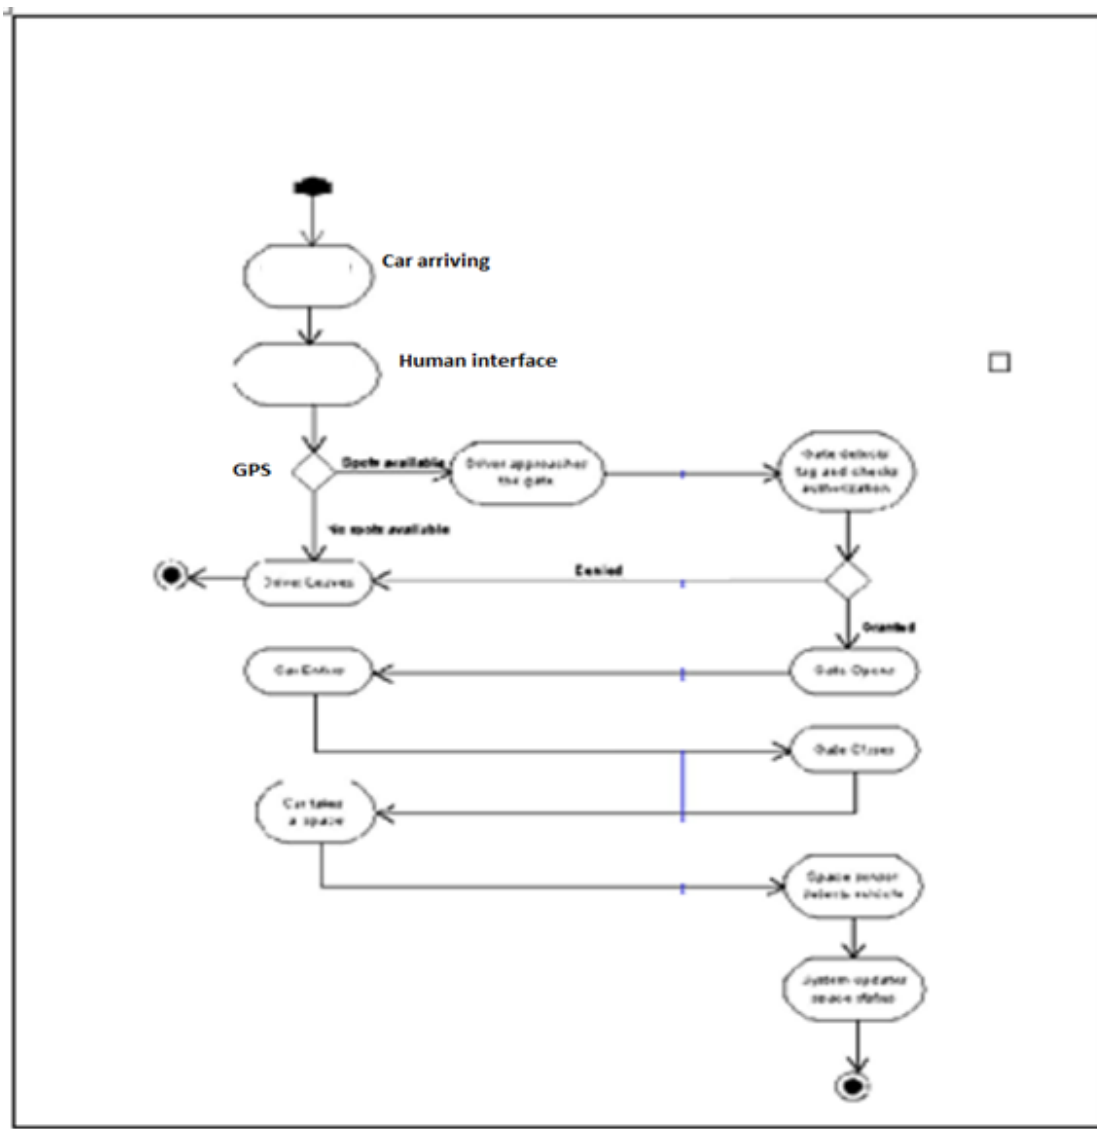 Car arriving
Human interface
GPS
Spots available
Driver approaches
the gate
Gate detects
tag and checks
authorization
No spots available
Driver Leaves
Denied
Granted
Car Enters
Gate Opens
Gate Closes
Car takes
a space
Space sensor
detects vehicle
System updates
space status